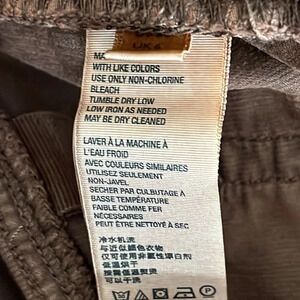 UK 6
MA
WITH LIKE COLORS
USE ONLY NON-CHLORINE
BLEACH
TUMBLE DRY LOW
LOW IRON AS NEEDED
MAY BE DRY CLEANED
LAVER À LA MACHINE À
L'EAU FROID
AVEC COULEURS SIMILAIRES
UTILISEZ SEULEMENT
NON-JAVEL
SECHER PAR CULBUTAGE À
BASSE TEMPÉRATURE
FAIBLE COMME FER
NÉCESSAIRES
PEUT ÊTRE NETTOYÉ À SEC
冷水机洗
与近似颜色衣物
仅可使用非氯性漂白剂
低温烘干
按需低温熨烫
可以干洗